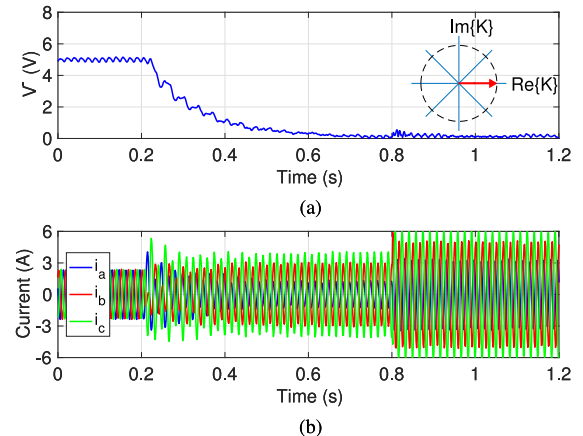 8
6
4
2
0
V⁻ (V)
Im{K}
Re{K}
0 0.2 0.4 0.6 0.8 1 1.2
Time (s)
(a)
6
3
0
-3
-6
Current (A)
i_a
i_b
i_c
0 0.2 0.4 0.6 0.8 1 1.2
Time (s)
(b)